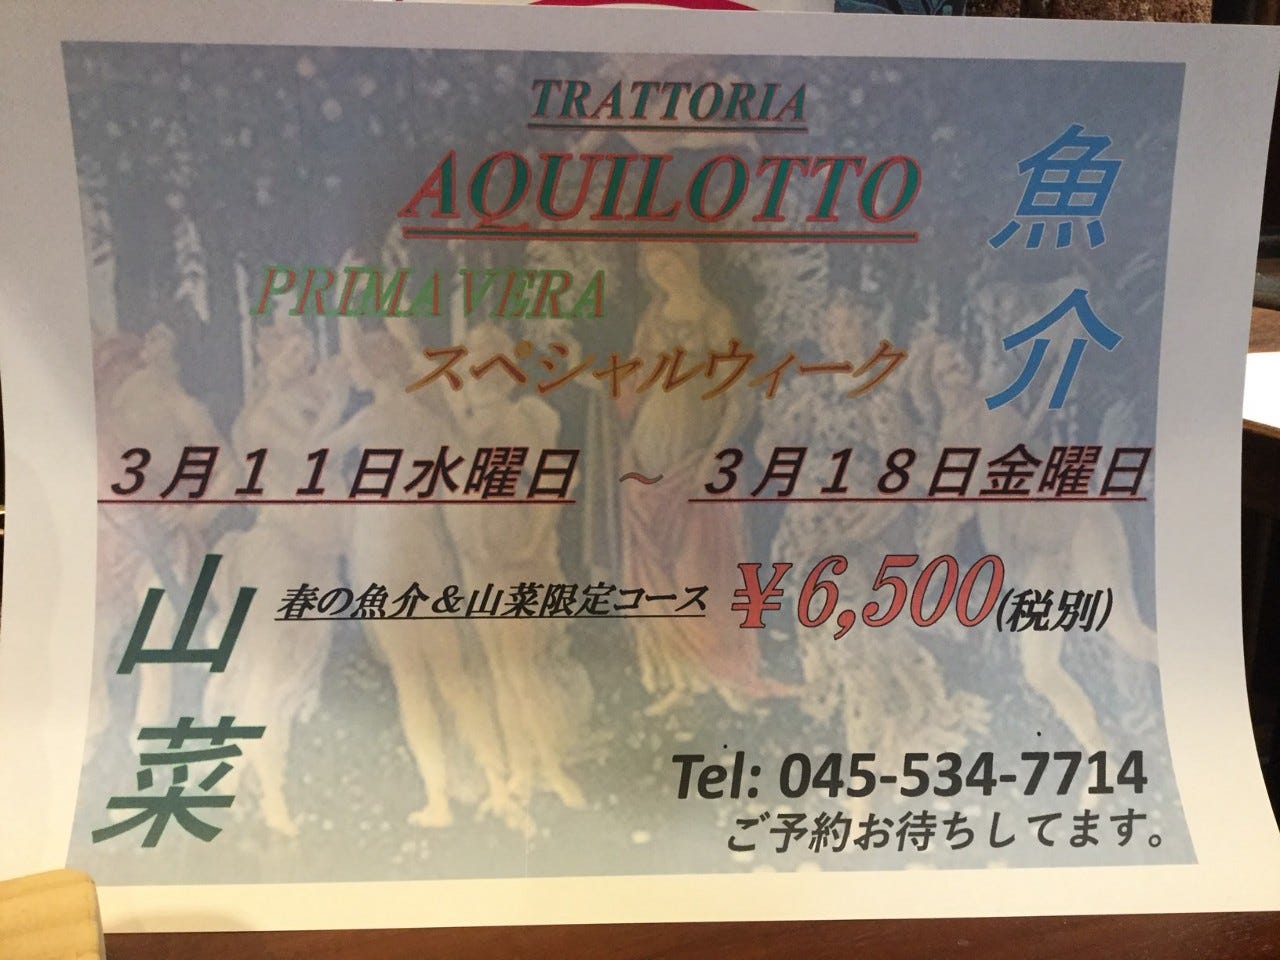 TRATTORIA
AQUILOTTO
PRIMAVERA
スペシャルウィーク
魚介
３月１１日水曜日 ～ ３月１８日金曜日
山菜
春の魚介＆山菜限定コース ￥6,500(税別)
Tel: 045-534-7714
ご予約お待ちしてます。